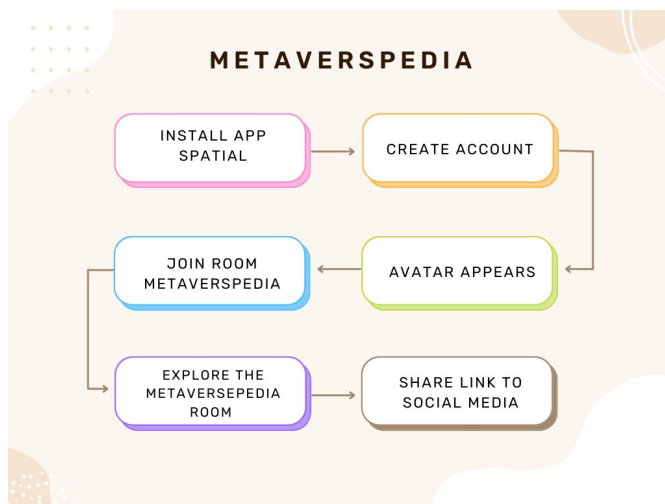 METAVERSPEDIA
INSTALL APP
SPATIAL
CREATE ACCOUNT
AVATAR APPEARS
JOIN ROOM
METAVERSPEDIA
EXPLORE THE
METAVERSEPEDIA
ROOM
SHARE LINK TO
SOCIAL MEDIA